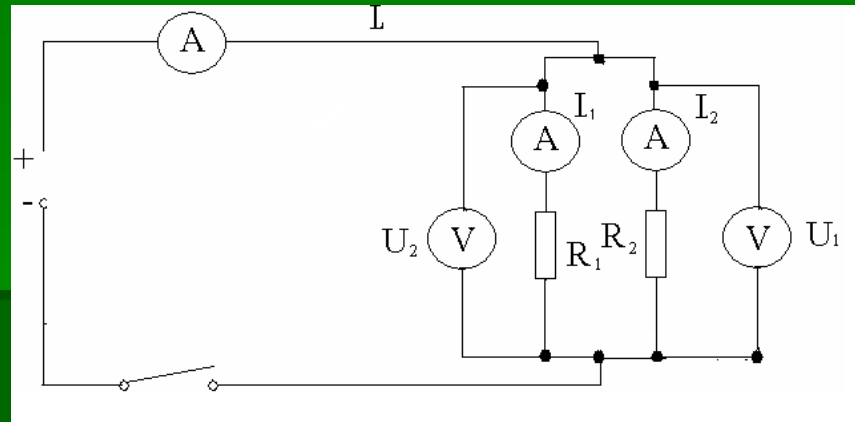 I
A
I₁
I₂
A
A
+
-
U₂
V
R₁
R₂
V
U₁